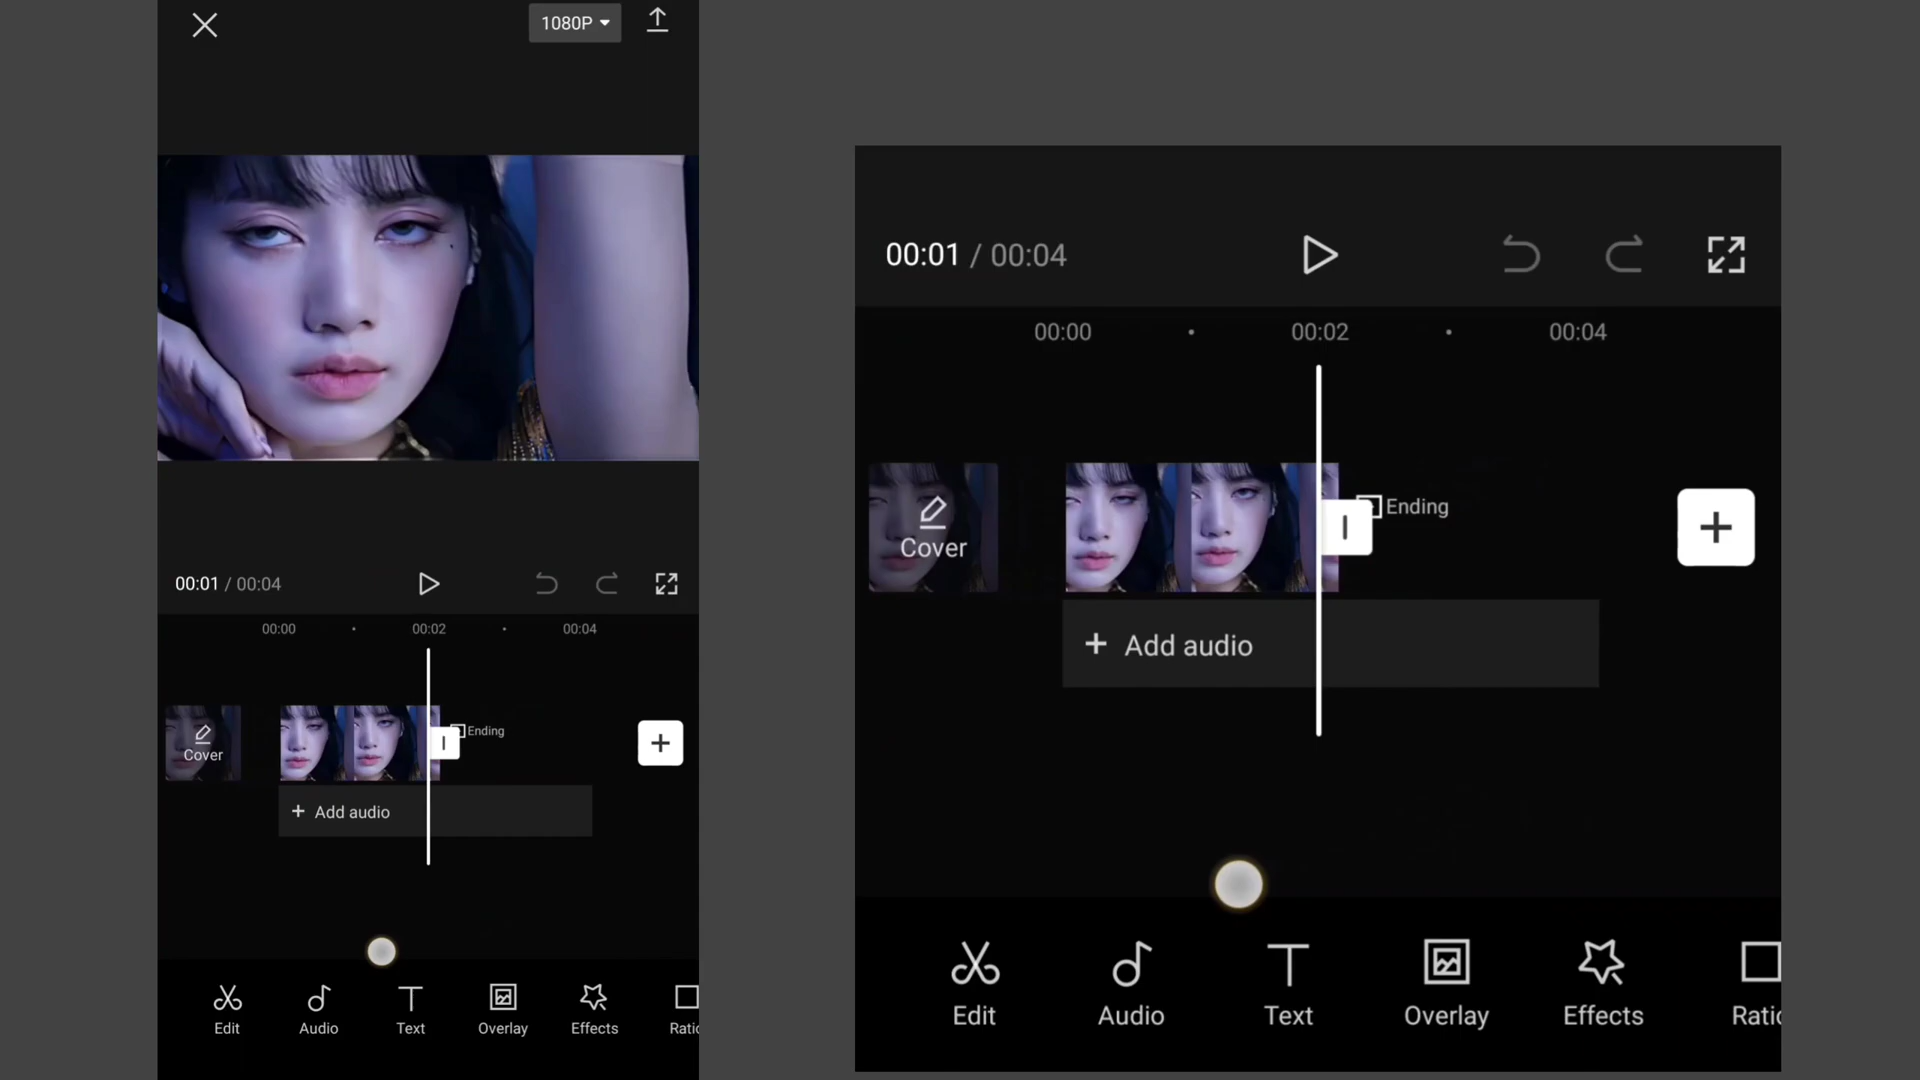 1080P
00:01 / 00:04
00:00 00:02 00:04
Cover
Ending
+ Add audio
Edit Audio Text Overlay Effects Ratio
00:01 / 00:04
00:00 00:02 00:04
Cover
Ending
+ Add audio
Edit Audio Text Overlay Effects Ratio